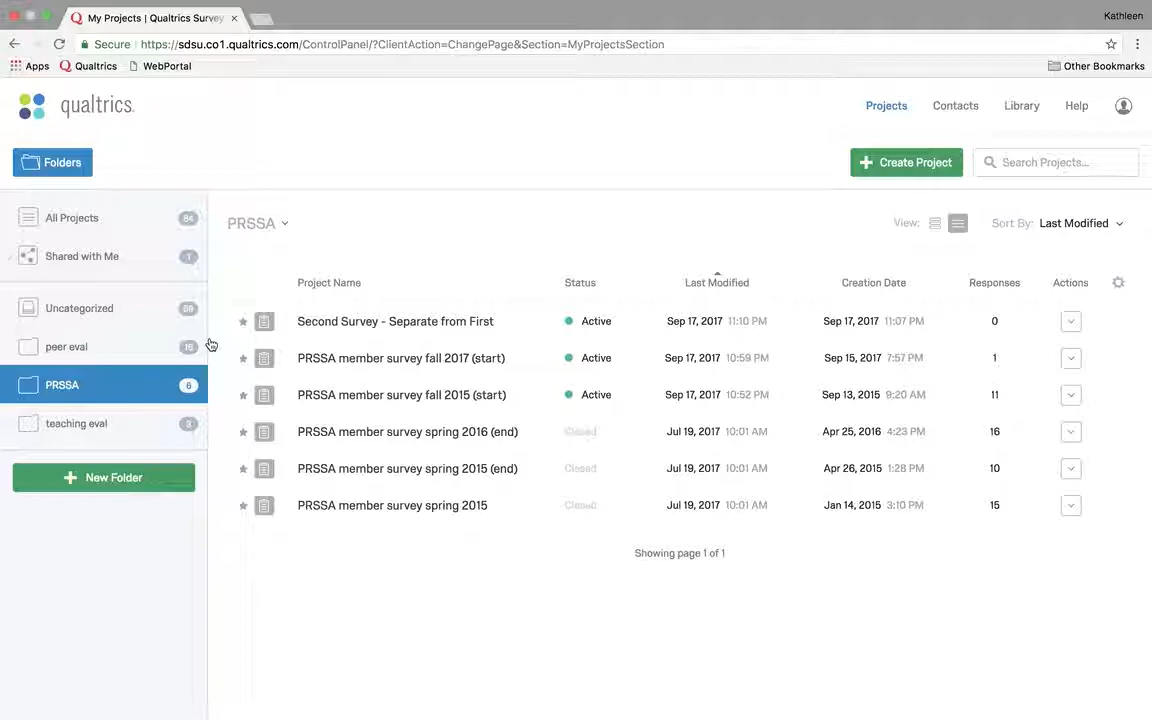 My Projects | Qualtrics Survey
Kathleen
Secure https://sdsu.co1.qualtrics.com/ControlPanel/?ClientAction=ChangePage&Section=MyProjectsSection
Apps Qualtrics WebPortal Other Bookmarks
qualtrics.
Projects Contacts Library Help
Folders
Create Project Search Projects...
All Projects 84
Shared with Me 1
Uncategorized 59
peer eval 16
PRSSA 6
teaching eval 3
New Folder
PRSSA View: Sort By: Last Modified
Project Name Status Last Modified Creation Date Responses Actions
Second Survey - Separate from First Active Sep 17, 2017 11:10 PM Sep 17, 2017 11:07 PM 0
PRSSA member survey fall 2017 (start) Active Sep 17, 2017 10:59 PM Sep 15, 2017 7:57 PM 1
PRSSA member survey fall 2015 (start) Active Sep 17, 2017 10:52 PM Sep 13, 2015 9:20 AM 11
PRSSA member survey spring 2016 (end) Closed Jul 19, 2017 10:01 AM Apr 25, 2016 4:23 PM 16
PRSSA member survey spring 2015 (end) Closed Jul 19, 2017 10:01 AM Apr 26, 2015 1:28 PM 10
PRSSA member survey spring 2015 Closed Jul 19, 2017 10:01 AM Jan 14, 2015 3:10 PM 15
Showing page 1 of 1